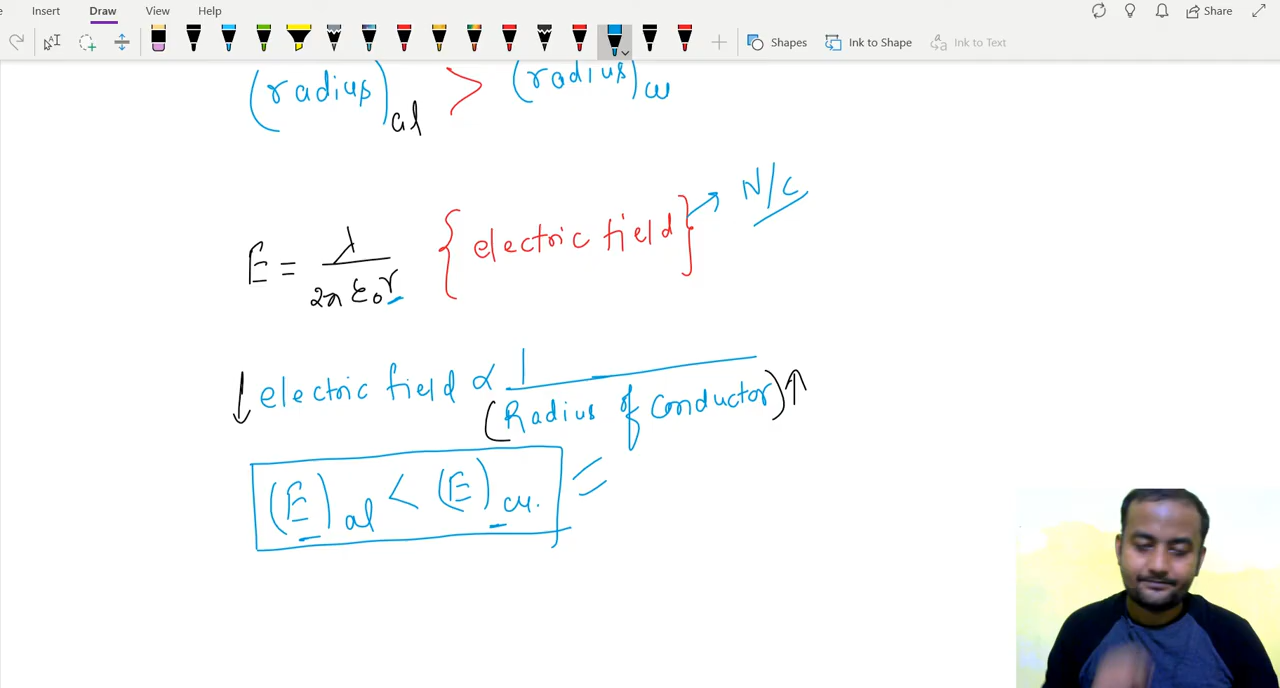 Insert Draw View Help
Share
Shapes Ink to Shape Ink to Text
(radius)al > (radius)cu
N/C
E = λ/2π ε₀r {electric field}
↓ electric field ∝ 1/(Radius of conductor) ↑
(E)al < (E)cu. =